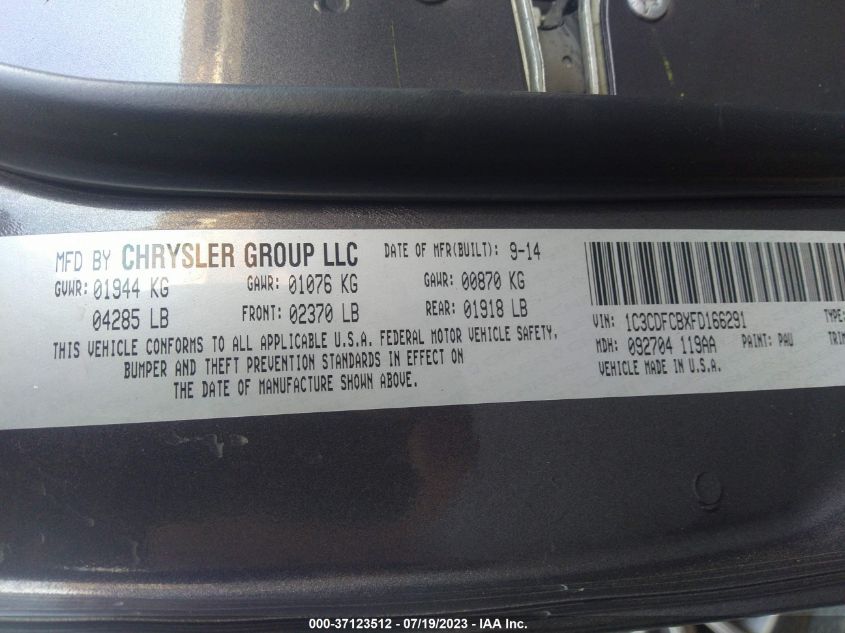 MFD BY CHRYSLER GROUP LLC DATE OF MFR(BUILT): 9-14
GVWR: 01944 KG GAWR: 01076 KG GAWR: 00870 KG
04285 LB FRONT: 02370 LB REAR: 01918 LB
THIS VEHICLE CONFORMS TO ALL APPLICABLE U.S.A. FEDERAL MOTOR VEHICLE SAFETY,
BUMPER AND THEFT PREVENTION STANDARDS IN EFFECT ON
THE DATE OF MANUFACTURE SHOWN ABOVE.
VIN: 1C3CDFCBXFD166291 TYPE:
MDH: 092704 119AA PAINT: PAU TRIM
VEHICLE MADE IN U.S.A.
000-37123512 - 07/19/2023 - IAA Inc.